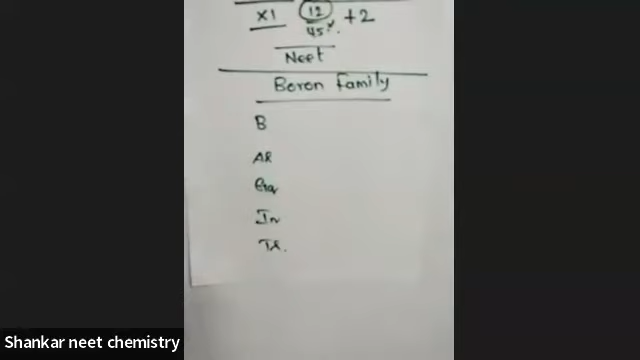 XI 12 +2
45%.
Neet
Boron family
B
Al
Ga
In
Tl.
Shankar neet chemistry